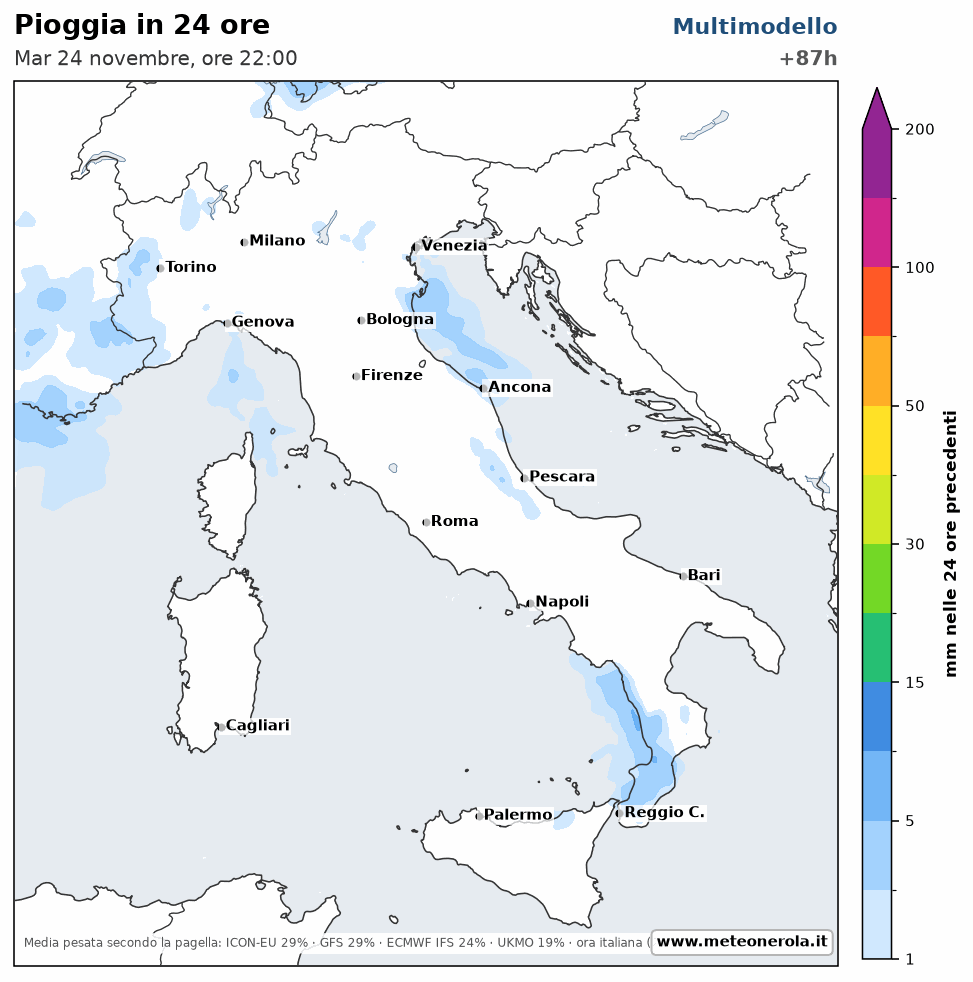 Pioggia in 24 ore
Multimodello
Mar 24 novembre, ore 22:00
+87h
200
100
50
30
15
5
1
mm nelle 24 ore precedenti
Milano
Venezia
Torino
Genova
Bologna
Firenze
Ancona
Pescara
Roma
Bari
Napoli
Cagliari
Palermo
Reggio C.
Media pesata secondo la pagella: ICON-EU 29% · GFS 29% · ECMWF IFS 24% · UKMO 19% · ora italiana (
www.meteonerola.it